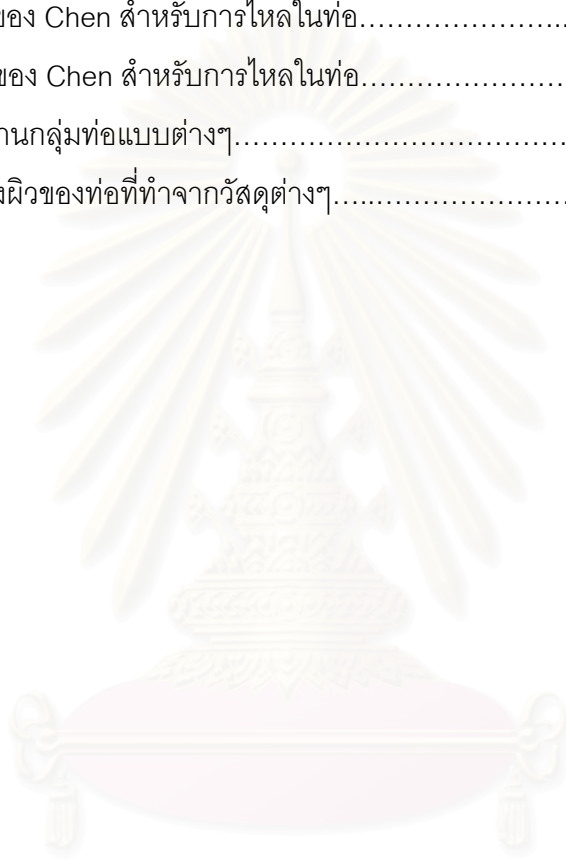 ของ Chen สำหรับการไหลในท่อ…………………..
ของ Chen สำหรับการไหลในท่อ…………………
านกลุ่มท่อแบบต่างๆ………………………………
งผิวของท่อที่ทำจากวัสดุต่างๆ…..…………………